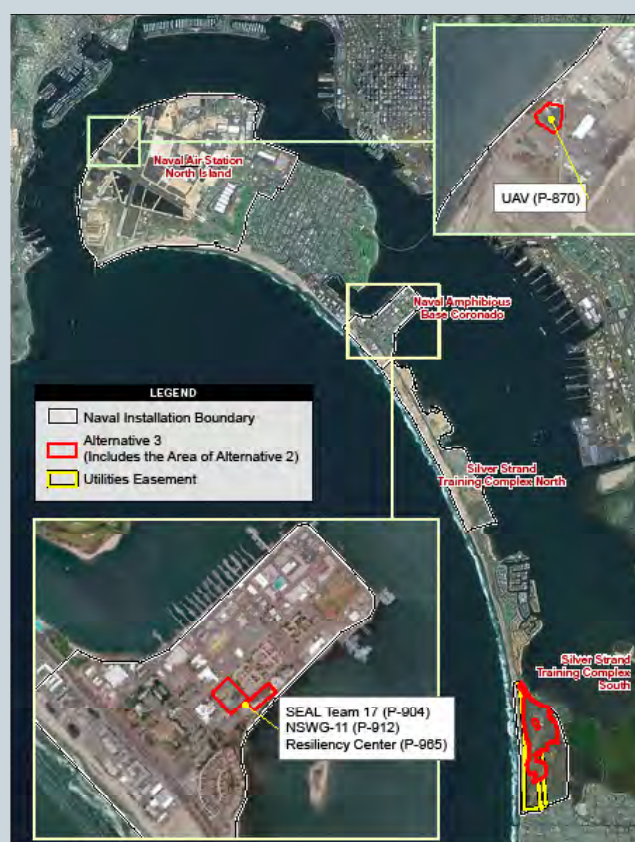 UAV (P-870)
Naval Air Station
North Island
Naval Amphibious
Base Coronado
LEGEND
Naval Installation Boundary
Alternative 3
(Includes the Area of Alternative 2)
Utilities Easement
Silver Strand
Training Complex North
Silver Strand
Training Complex
South
SEAL Team 17 (P-904)
NSWG-11 (P-912)
Resiliency Center (P-965)